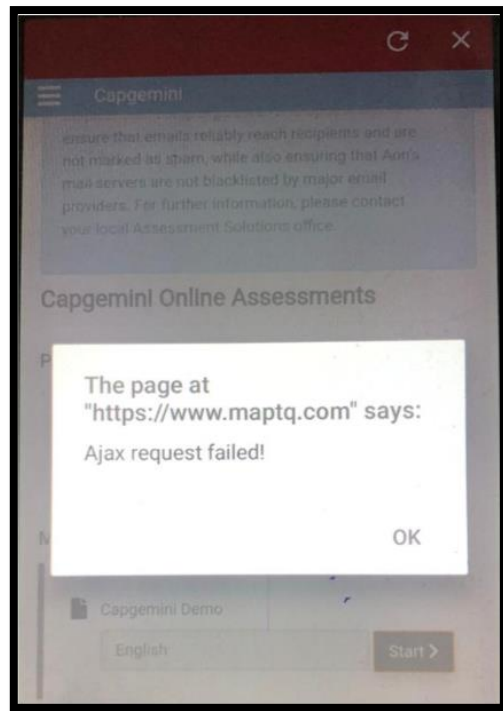 Capgemini
ensure that emails reliably reach recipients and are
not marked as spam, while also ensuring that Aon's
mail servers are not blacklisted by major email
providers. For further information, please contact
your local Assessment Solutions office.
Capgemini Online Assessments
P
The page at
"https://www.maptq.com" says:
Ajax request failed!
OK
M
Capgemini Demo
English
Start >